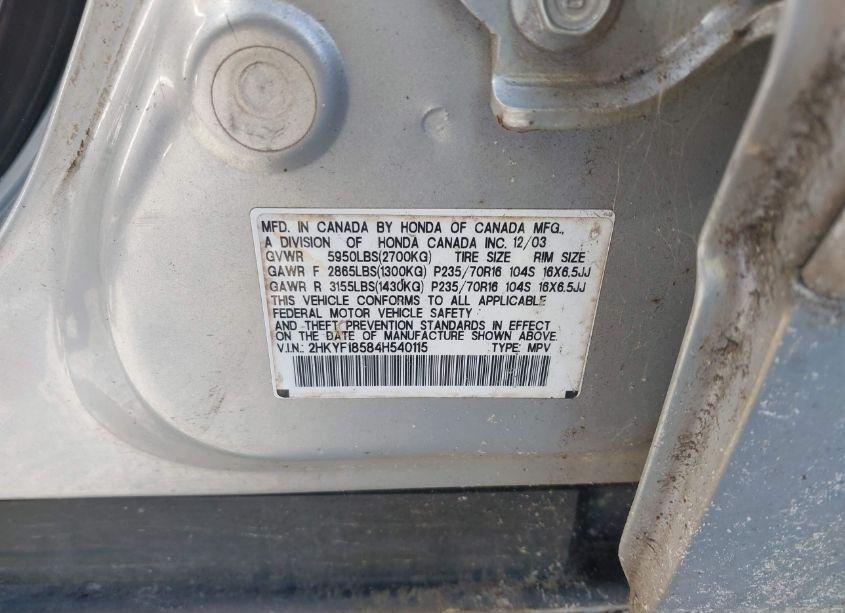 MFD. IN CANADA BY HONDA OF CANADA MFG.,
A DIVISION OF HONDA CANADA INC. 12/03
GVWR 5950LBS(2700KG) TIRE SIZE RIM SIZE
GAWR F 2865LBS(1300KG) P235/70R16 104S 16X6.5JJ
GAWR R 3155LBS(1430KG) P235/70R16 104S 16X6.5JJ
THIS VEHICLE CONFORMS TO ALL APPLICABLE
FEDERAL MOTOR VEHICLE SAFETY
AND THEFT PREVENTION STANDARDS IN EFFECT
ON THE DATE OF MANUFACTURE SHOWN ABOVE.
V.I.N.: 2HKYF18584H540115 TYPE: MPV